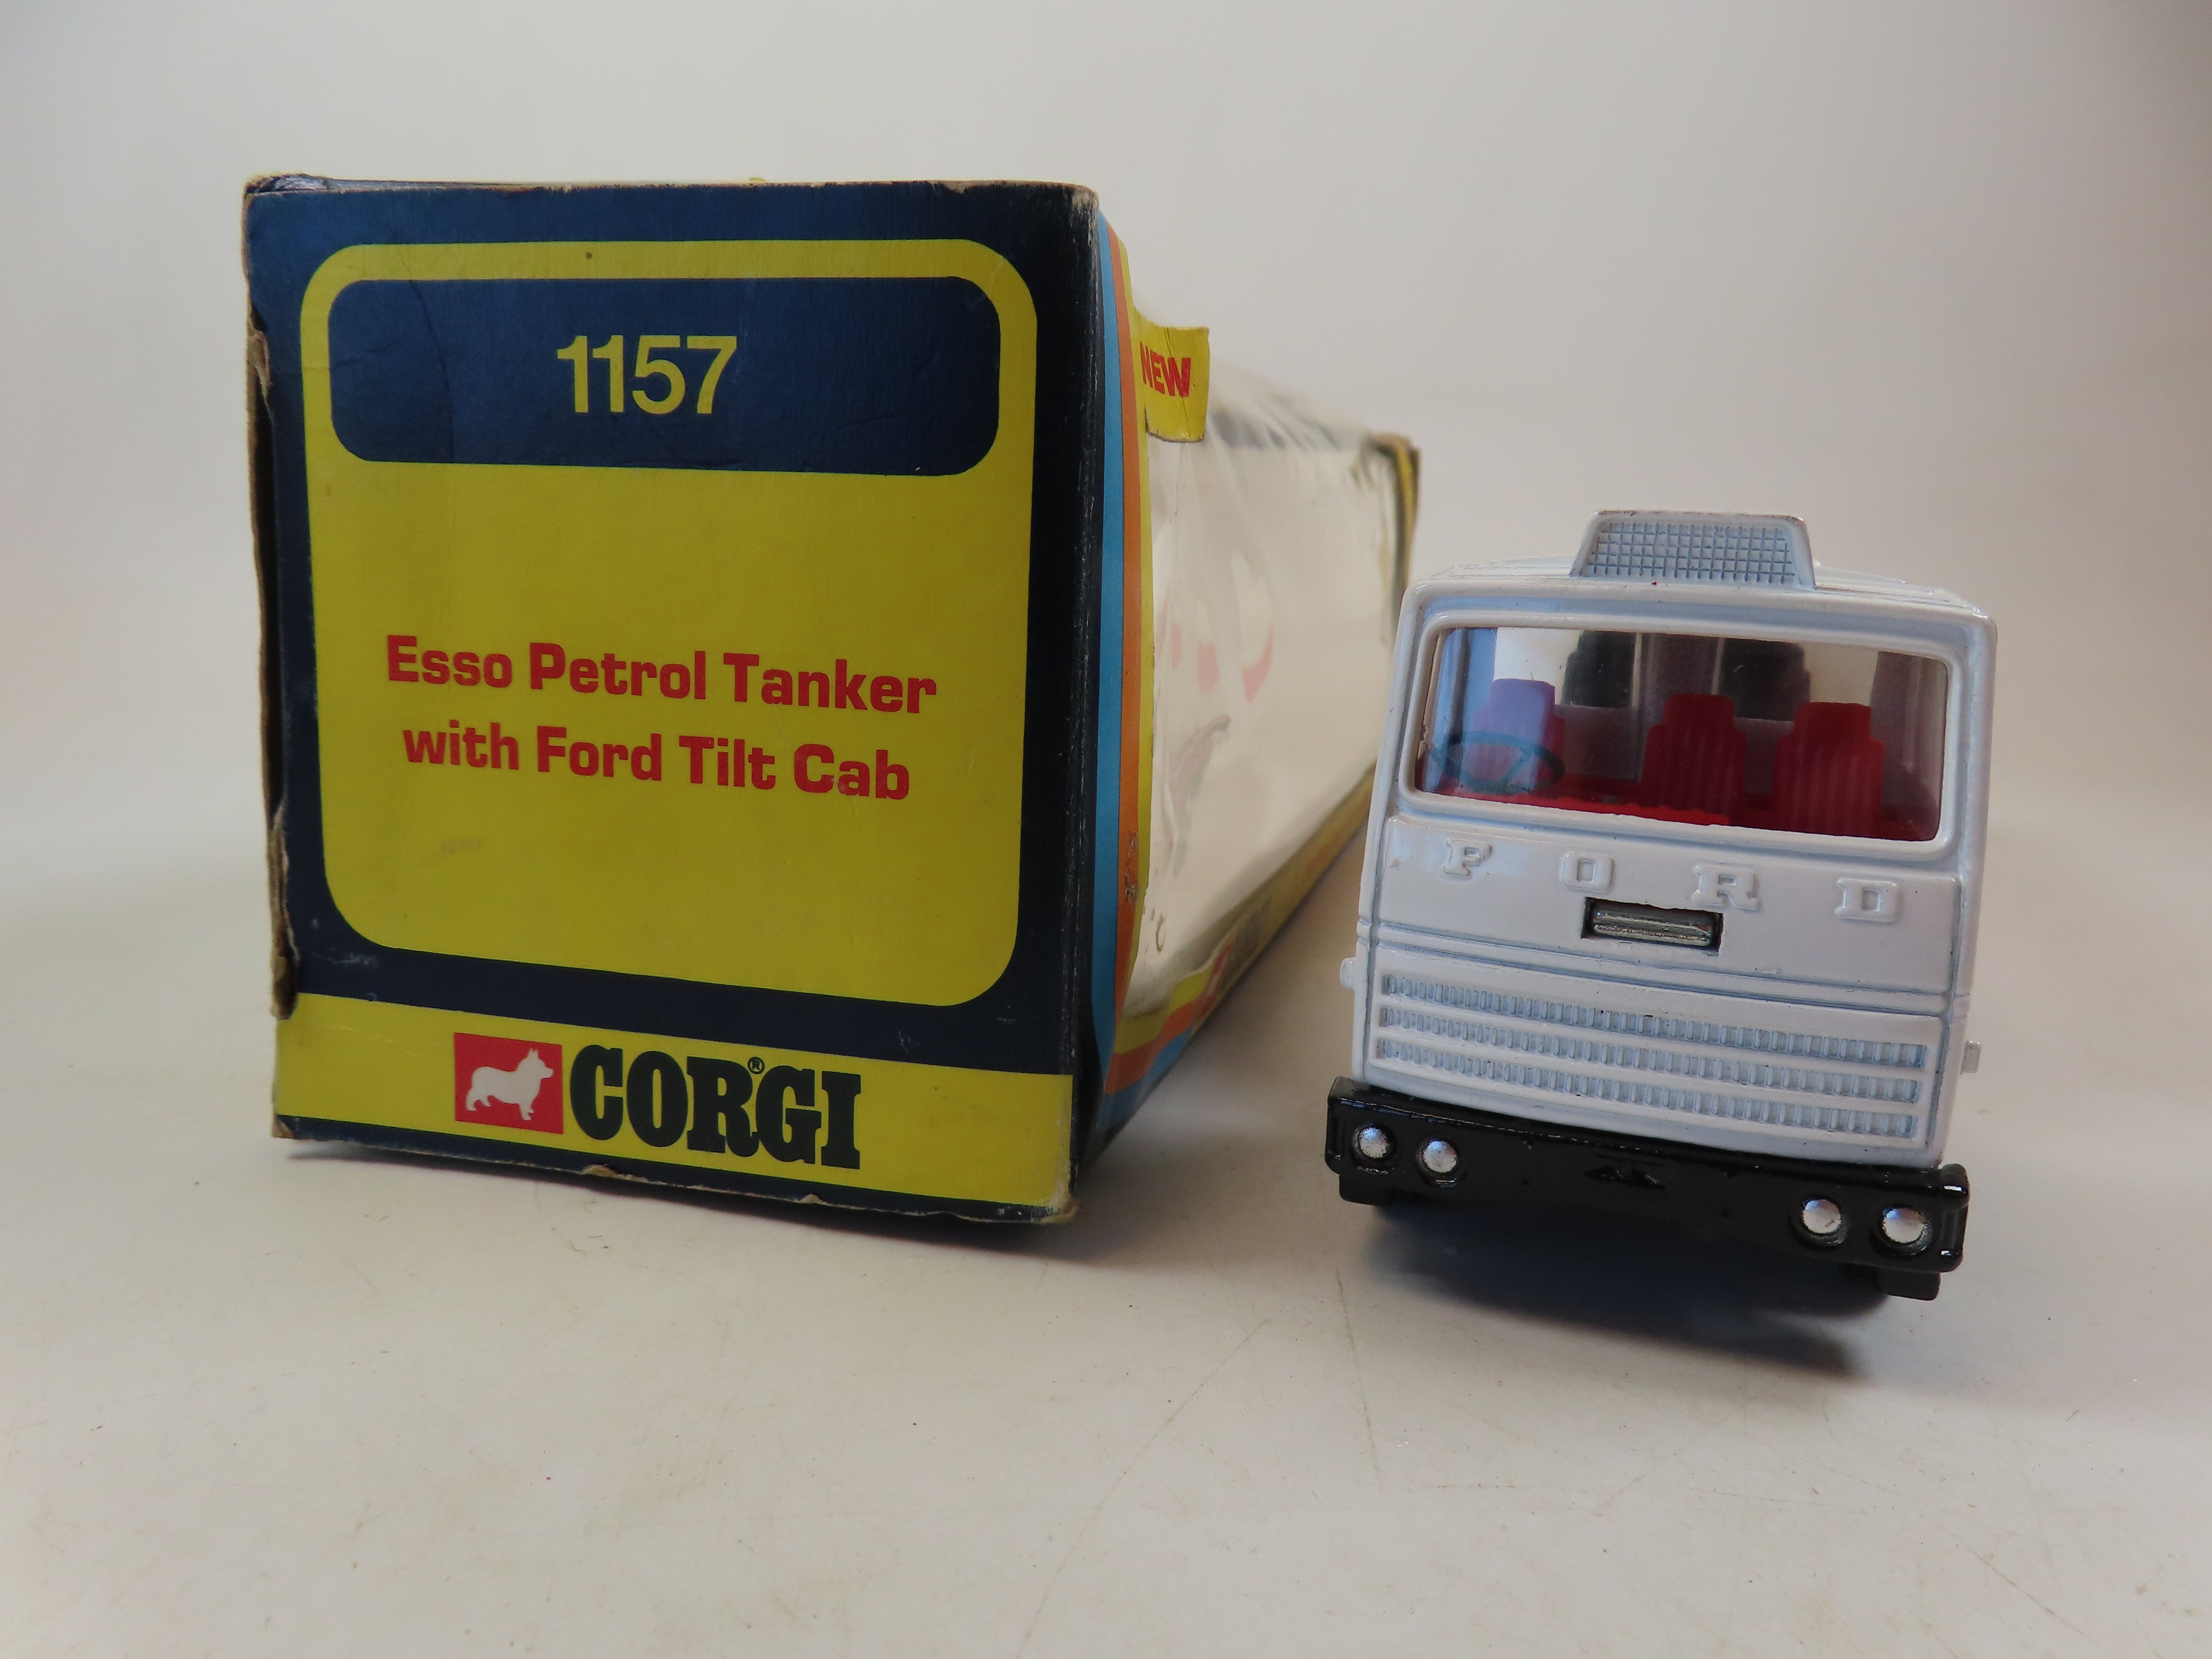 1157
Esso Petrol Tanker
with Ford Tilt Cab
CORGI®
NEW
FORD